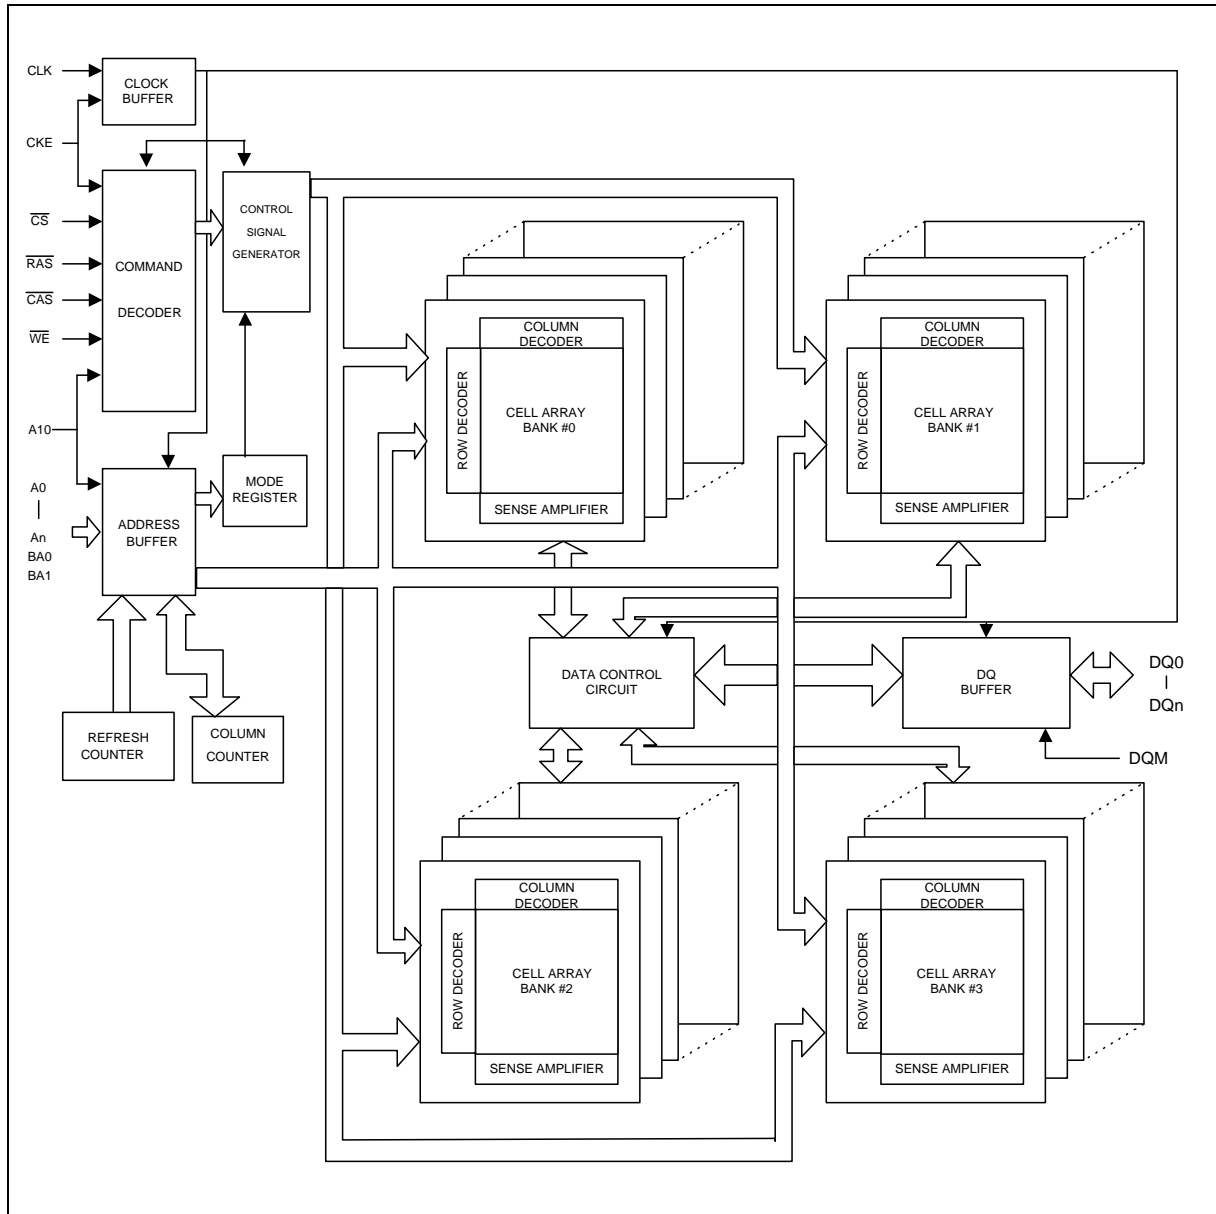 CLK
CLOCK
BUFFER
CKE
CS
RAS
CAS
WE
COMMAND
DECODER
CONTROL
SIGNAL
GENERATOR
A10
A0
An
BA0
BA1
ADDRESS
BUFFER
MODE
REGISTER
REFRESH
COUNTER
COLUMN
COUNTER
COLUMN
DECODER
ROW DECODER
CELL ARRAY
BANK #0
SENSE AMPLIFIER
COLUMN
DECODER
ROW DECODER
CELL ARRAY
BANK #1
SENSE AMPLIFIER
DATA CONTROL
CIRCUIT
DQ
BUFFER
DQ0
DQn
DQM
COLUMN
DECODER
ROW DECODER
CELL ARRAY
BANK #2
SENSE AMPLIFIER
COLUMN
DECODER
ROW DECODER
CELL ARRAY
BANK #3
SENSE AMPLIFIER